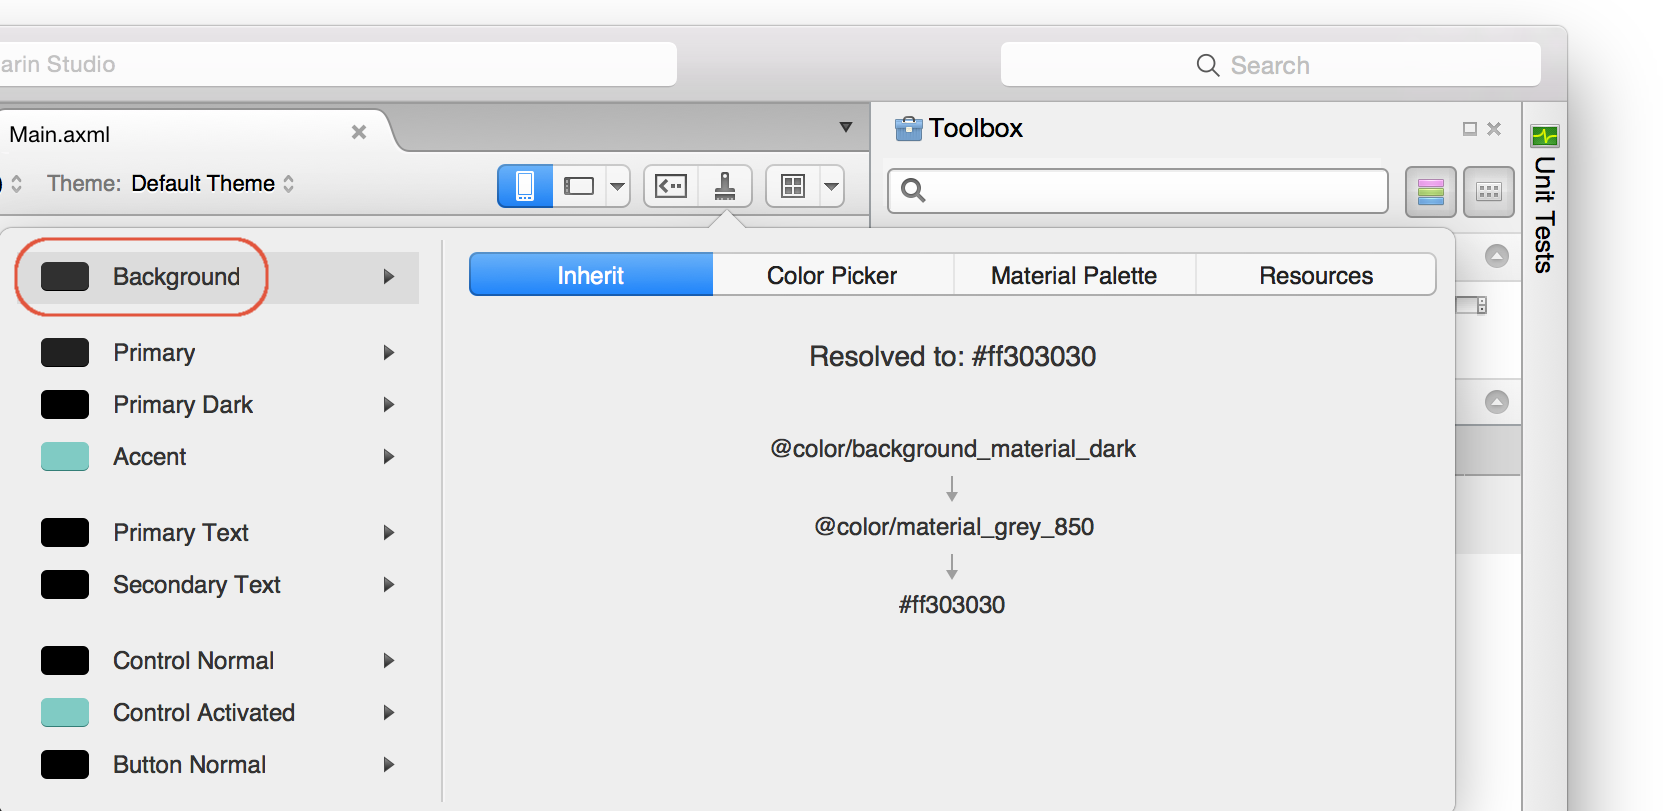 arin Studio
Search
Main.axml
Toolbox
Theme: Default Theme
Unit Tests
Background
Primary
Primary Dark
Accent
Primary Text
Secondary Text
Control Normal
Control Activated
Button Normal
Inherit
Color Picker
Material Palette
Resources
Resolved to: #ff303030
@color/background_material_dark
@color/material_grey_850
#ff303030